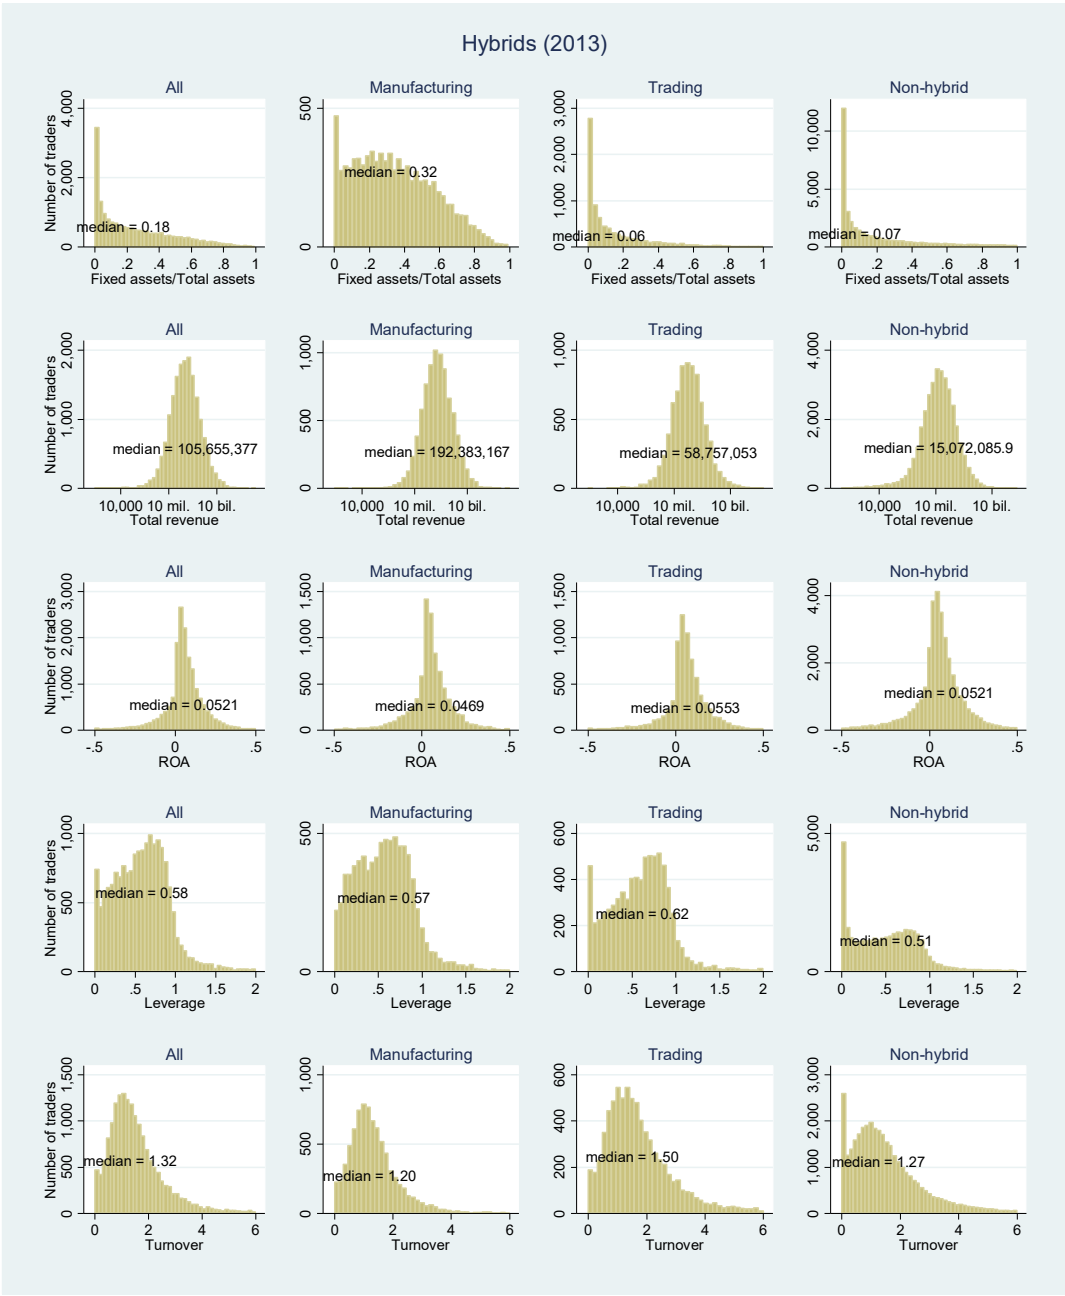 Hybrids (2013)
All
Manufacturing
Trading
Non-hybrid
Number of traders
0 2,000 4,000
median = 0.18
0 .2 .4 .6 .8 1
Fixed assets/Total assets
0 500
median = 0.32
0 .2 .4 .6 .8 1
Fixed assets/Total assets
0 1,000 2,000 3,000
median = 0.06
0 .2 .4 .6 .8 1
Fixed assets/Total assets
0 5,000 10,000
median = 0.07
0 .2 .4 .6 .8 1
Fixed assets/Total assets
All
Manufacturing
Trading
Non-hybrid
Number of traders
0 1,000 2,000
median = 105,655,377
10,000 10 mil. 10 bil.
Total revenue
0 500 1,000
median = 192,383,167
10,000 10 mil. 10 bil.
Total revenue
0 500 1,000
median = 58,757,053
10,000 10 mil. 10 bil.
Total revenue
0 2,000 4,000
median = 15,072,085.9
10,000 10 mil. 10 bil.
Total revenue
All
Manufacturing
Trading
Non-hybrid
Number of traders
0 1,000 2,000 3,000
median = 0.0521
-.5 0 .5
ROA
0 500 1,000 1,500
median = 0.0469
-.5 0 .5
ROA
0 500 1,000 1,500
median = 0.0553
-.5 0 .5
ROA
0 2,000 4,000
median = 0.0521
-.5 0 .5
ROA
All
Manufacturing
Trading
Non-hybrid
Number of traders
0 500 1,000
median = 0.58
0 .5 1 1.5 2
Leverage
0 500
median = 0.57
0 .5 1 1.5 2
Leverage
0 200 400 600
median = 0.62
0 .5 1 1.5 2
Leverage
0 5,000
median = 0.51
0 .5 1 1.5 2
Leverage
All
Manufacturing
Trading
Non-hybrid
Number of traders
0 500 1,000 1,500
median = 1.32
0 2 4 6
Turnover
0 500 1,000
median = 1.20
0 2 4 6
Turnover
0 200 400 600
median = 1.50
0 2 4 6
Turnover
0 1,000 2,000 3,000
median = 1.27
0 2 4 6
Turnover